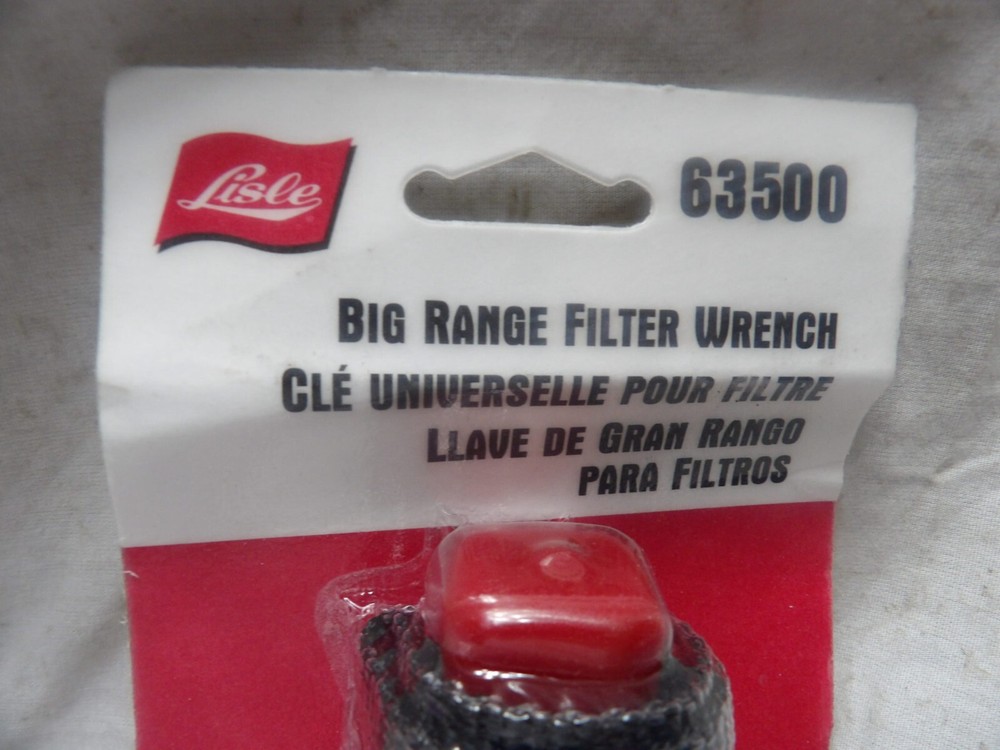 Lisle
63500
BIG RANGE FILTER WRENCH
CLÉ UNIVERSELLE POUR FILTRE
LLAVE DE GRAN RANGO
PARA FILTROS